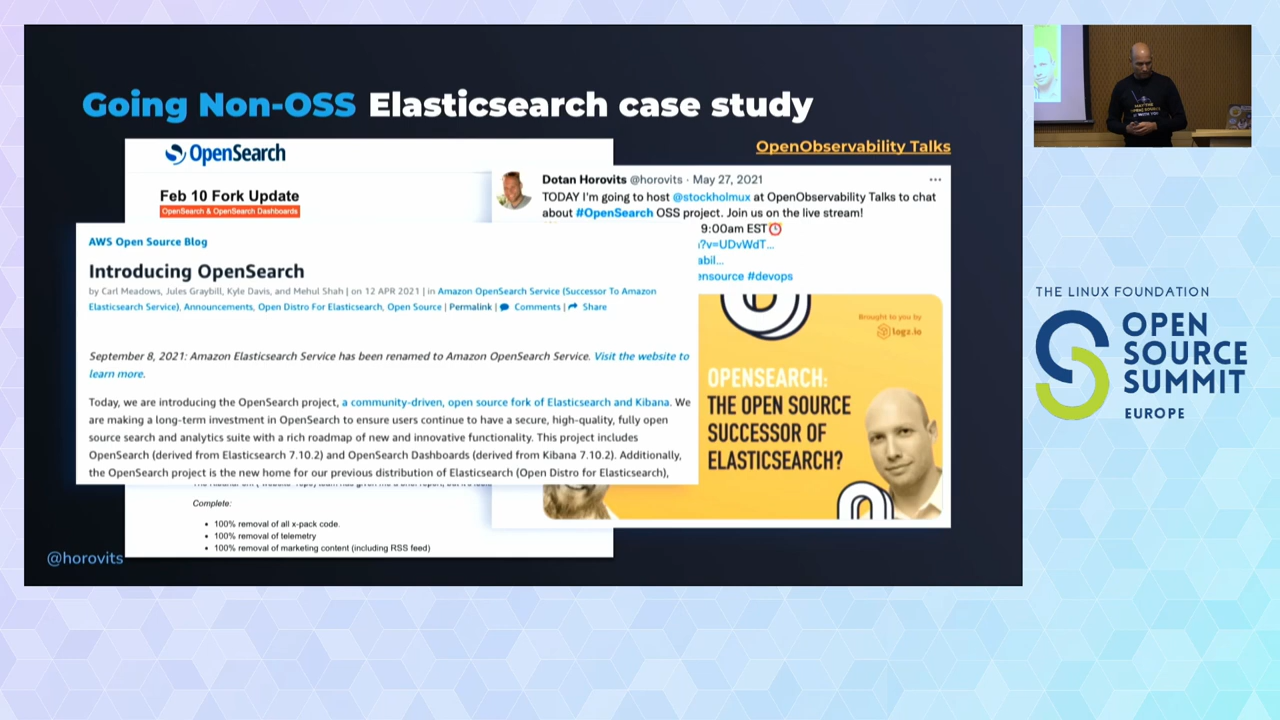 Going Non-OSS Elasticsearch case study
OpenObservability Talks
OpenSearch
Feb 10 Fork Update
OpenSearch & OpenSearch Dashboards
Dotan Horovits @horovits · May 27, 2021
TODAY I'm going to host @stockholmux at OpenObservability Talks to chat
about #OpenSearch OSS project. Join us on the live stream!
9:00am EST
?v=UDvWdT...
abil...
ensource #devops
AWS Open Source Blog
Introducing OpenSearch
by Carl Meadows, Jules Graybill, Kyle Davis, and Mehul Shah | on 12 APR 2021 | in Amazon OpenSearch Service (Successor To Amazon
Elasticsearch Service), Announcements, Open Distro For Elasticsearch, Open Source | Permalink | Comments | Share
September 8, 2021: Amazon Elasticsearch Service has been renamed to Amazon OpenSearch Service. Visit the website to
learn more.
Today, we are introducing the OpenSearch project, a community-driven, open source fork of Elasticsearch and Kibana. We
are making a long-term investment in OpenSearch to ensure users continue to have a secure, high-quality, fully open
source search and analytics suite with a rich roadmap of new and innovative functionality. This project includes
OpenSearch (derived from Elasticsearch 7.10.2) and OpenSearch Dashboards (derived from Kibana 7.10.2). Additionally,
the OpenSearch project is the new home for our previous distribution of Elasticsearch (Open Distro for Elasticsearch),
Brought to you by
logz.io
OPENSEARCH:
THE OPEN SOURCE
SUCCESSOR OF
ELASTICSEARCH?
Complete:
• 100% removal of all x-pack code.
• 100% removal of telemetry
• 100% removal of marketing content (including RSS feed)
@horovits
THE LINUX FOUNDATION
OPEN
SOURCE
SUMMIT
EUROPE